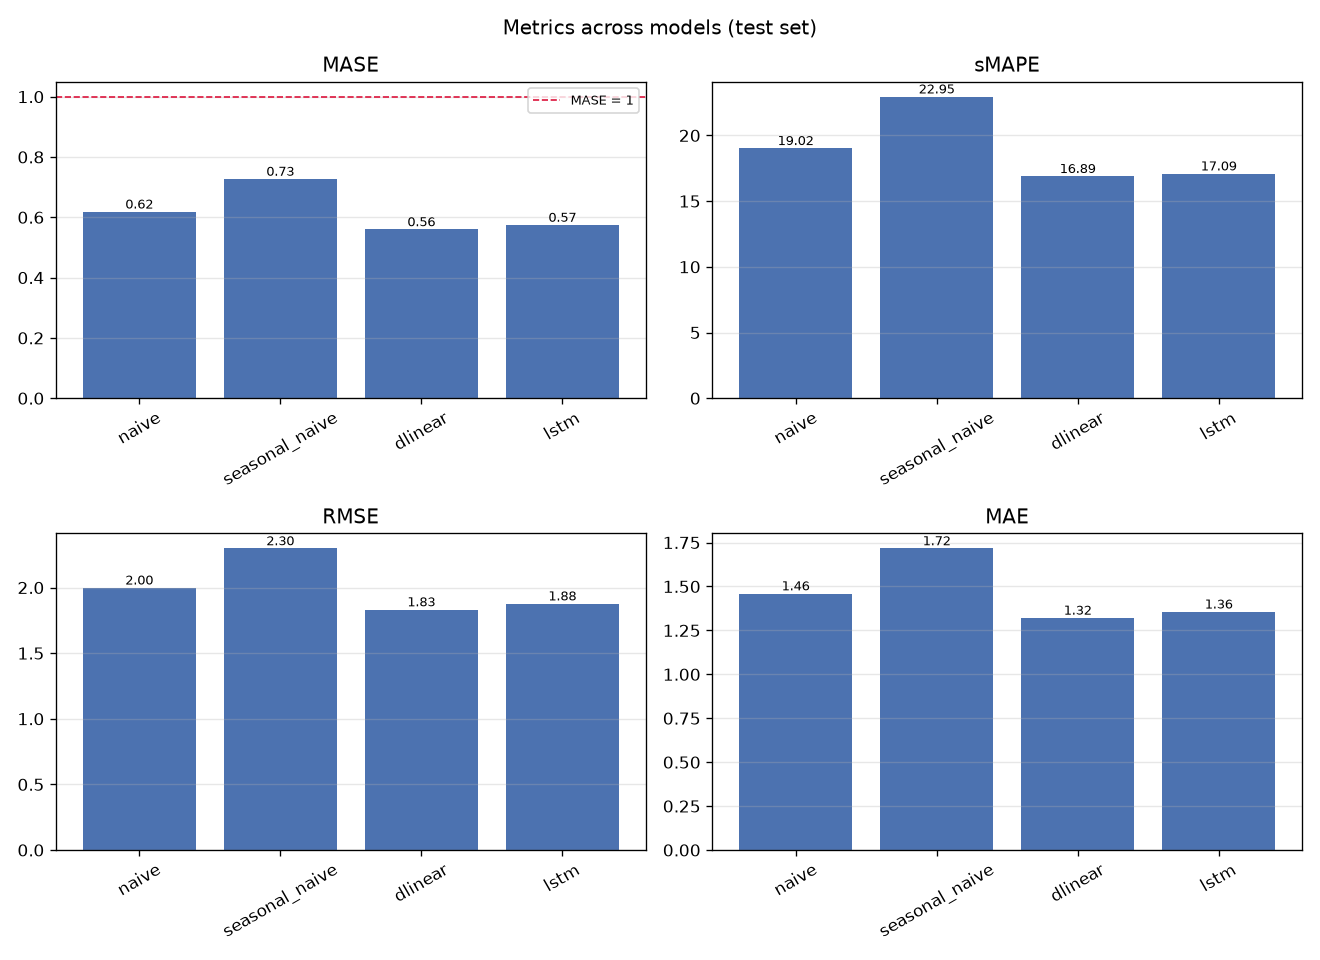 Metrics across models (test set)
MASE
1.0
0.8
0.6
0.4
0.2
0.0
MASE = 1
0.62
0.73
0.56
0.57
naive
seasonal_naive
dlinear
lstm
sMAPE
20
15
10
5
0
19.02
22.95
16.89
17.09
naive
seasonal_naive
dlinear
lstm
RMSE
2.0
1.5
1.0
0.5
0.0
2.00
2.30
1.83
1.88
naive
seasonal_naive
dlinear
lstm
MAE
1.75
1.50
1.25
1.00
0.75
0.50
0.25
0.00
1.46
1.72
1.32
1.36
naive
seasonal_naive
dlinear
lstm